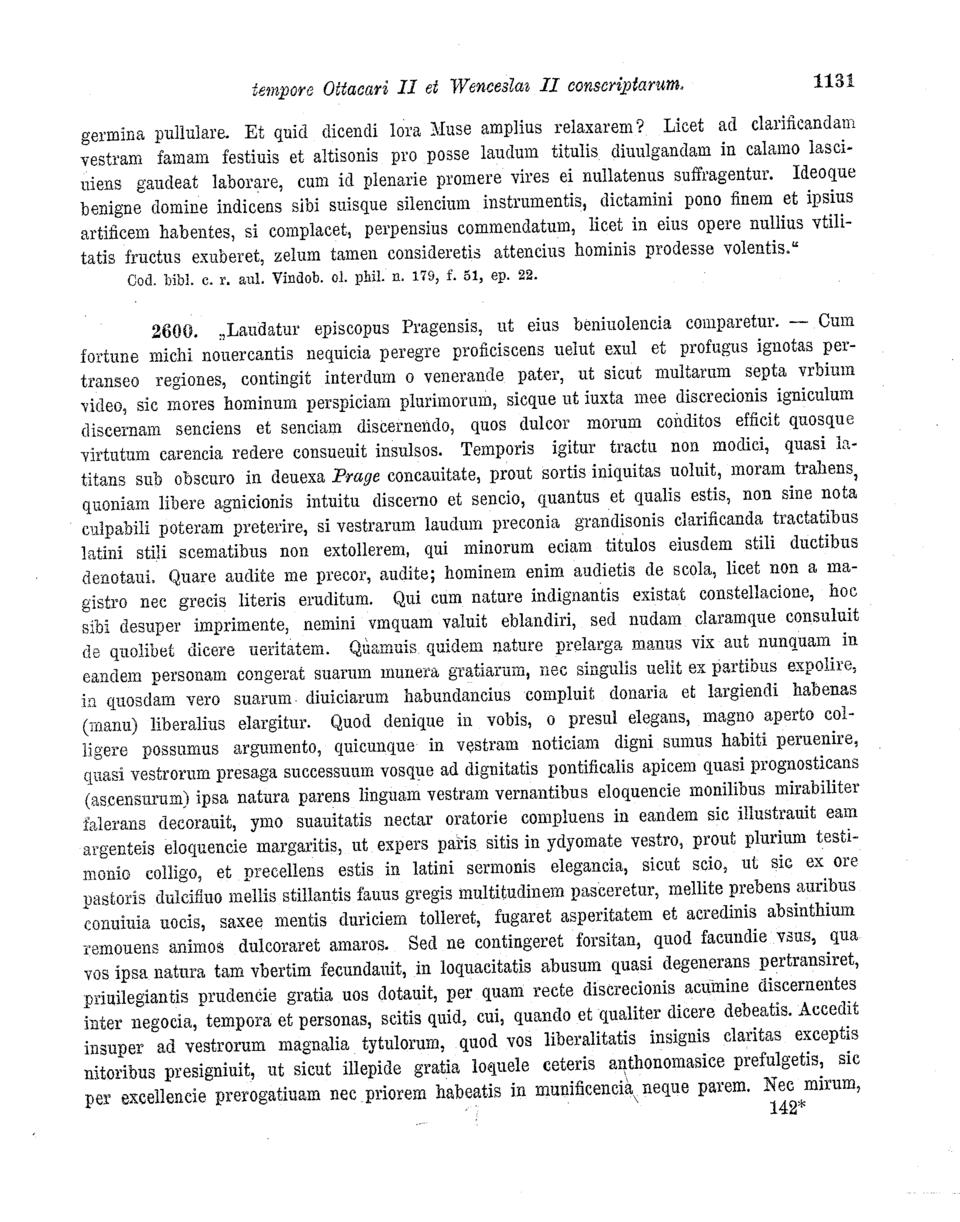 tempore Ottacari II et Wenceslai II conscriptarum. 1131
germina pullulare. Et quid dicendi lora Muse amplius relaxarem? Licet ad clarificandam
vestram famam festiuis et altisonis pro posse laudum titulis diuulgandam in calamo lasci-
uiens gaudeat laborare, cum id plenarie promere vires ei nullatenus suffragentur. Ideoque
benigne domine indicens sibi suisque silencium instrumentis, dictamini pono finem et ipsius
artificem habentes, si complacet, perpensius commendatum, licet in eius opere nullius vtili-
tatis fructus exuberet, zelum tamen consideretis attencius hominis prodesse volentis.“
Cod. bibl. c. r. aul. Vindob. ol. phil. n. 179, f. 51, ep. 22.
2600. „Laudatur episcopus Pragensis, ut eius beniuolencia comparetur. — Cum
fortune michi nouercantis nequicia peregre proficiscens uelut exul et profugus ignotas per-
transeo regiones, contingit interdum o venerande pater, ut sicut multarum septa vrbium
video, sic mores hominum perspiciam plurimorum, sicque ut iuxta mee discrecionis igniculum
discernam senciens et senciam discernendo, quos dulcor morum conditos efficit quosque
virtutum carencia redere consueuit insulsos. Temporis igitur tractu non modici, quasi la-
titans sub obscuro in deuexa Prage concauitate, prout sortis iniquitas uoluit, moram trahens,
quoniam libere agnicionis intuitu discerno et sencio, quantus et qualis estis, non sine nota
culpabili poteram preterire, si vestrarum laudum preconia grandisonis clarificanda tractatibus
latini stili scematibus non extollerem, qui minorum eciam titulos eiusdem stili ductibus
denotaui. Quare audite me precor, audite; hominem enim audietis de scola, licet non a ma-
gistro nec grecis literis eruditum. Qui cum nature indignantis existat constellacione, hoc
sibi desuper imprimente, nemini vmquam valuit eblandiri, sed nudam claramque consuluit
de quolibet dicere ueritatem. Quamuis quidem nature prelarga manus vix aut nunquam in
eandem personam congerat suarum munera gratiarum, nec singulis uelit ex partibus expolire,
in quosdam vero suarum diuiciarum habundancius compluit donaria et largiendi habenas
(manu) liberalius elargitur. Quod denique in vobis, o presul elegans, magno aperto col-
ligere possumus argumento, quicunque in vestram noticiam digni sumus habiti peruenire,
quasi vestrorum presaga successuum vosque ad dignitatis pontificalis apicem quasi prognosticans
(ascensurum) ipsa natura parens linguam vestram vernantibus eloquencie monilibus mirabiliter
falerans decorauit, ymo suauitatis nectar oratorie compluens in eandem sic illustrauit eam
argenteis eloquencie margaritis, ut expers paris sitis in ydyomate vestro, prout plurium testi-
monio colligo, et precellens estis in latini sermonis elegancia, sicut scio, ut sic ex ore
pastoris dulcifluo mellis stillantis fauus gregis multitudinem pasceretur, mellite prebens auribus
conuiuia uocis, saxee mentis duriciem tolleret, fugaret asperitatem et acredinis absinthium
remouens animos dulcoraret amaros. Sed ne contingeret forsitan, quod facundie vsus, qua
vos ipsa natura tam vbertim fecundauit, in loquacitatis abusum quasi degenerans pertransiret,
priuilegiantis prudencie gratia uos dotauit, per quam recte discrecionis acumine discernentes
inter negocia, tempora et personas, scitis quid, cui, quando et qualiter dicere debeatis. Accedit
insuper ad vestrorum magnalia tytulorum, quod vos liberalitatis insignis claritas exceptis
nitoribus presigniuit, ut sicut illepide gratia loquele ceteris anthonomasice prefulgetis, sic
per excellencie prerogatiuam nec priorem habeatis in munificencia neque parem. Nec mirum,
142*